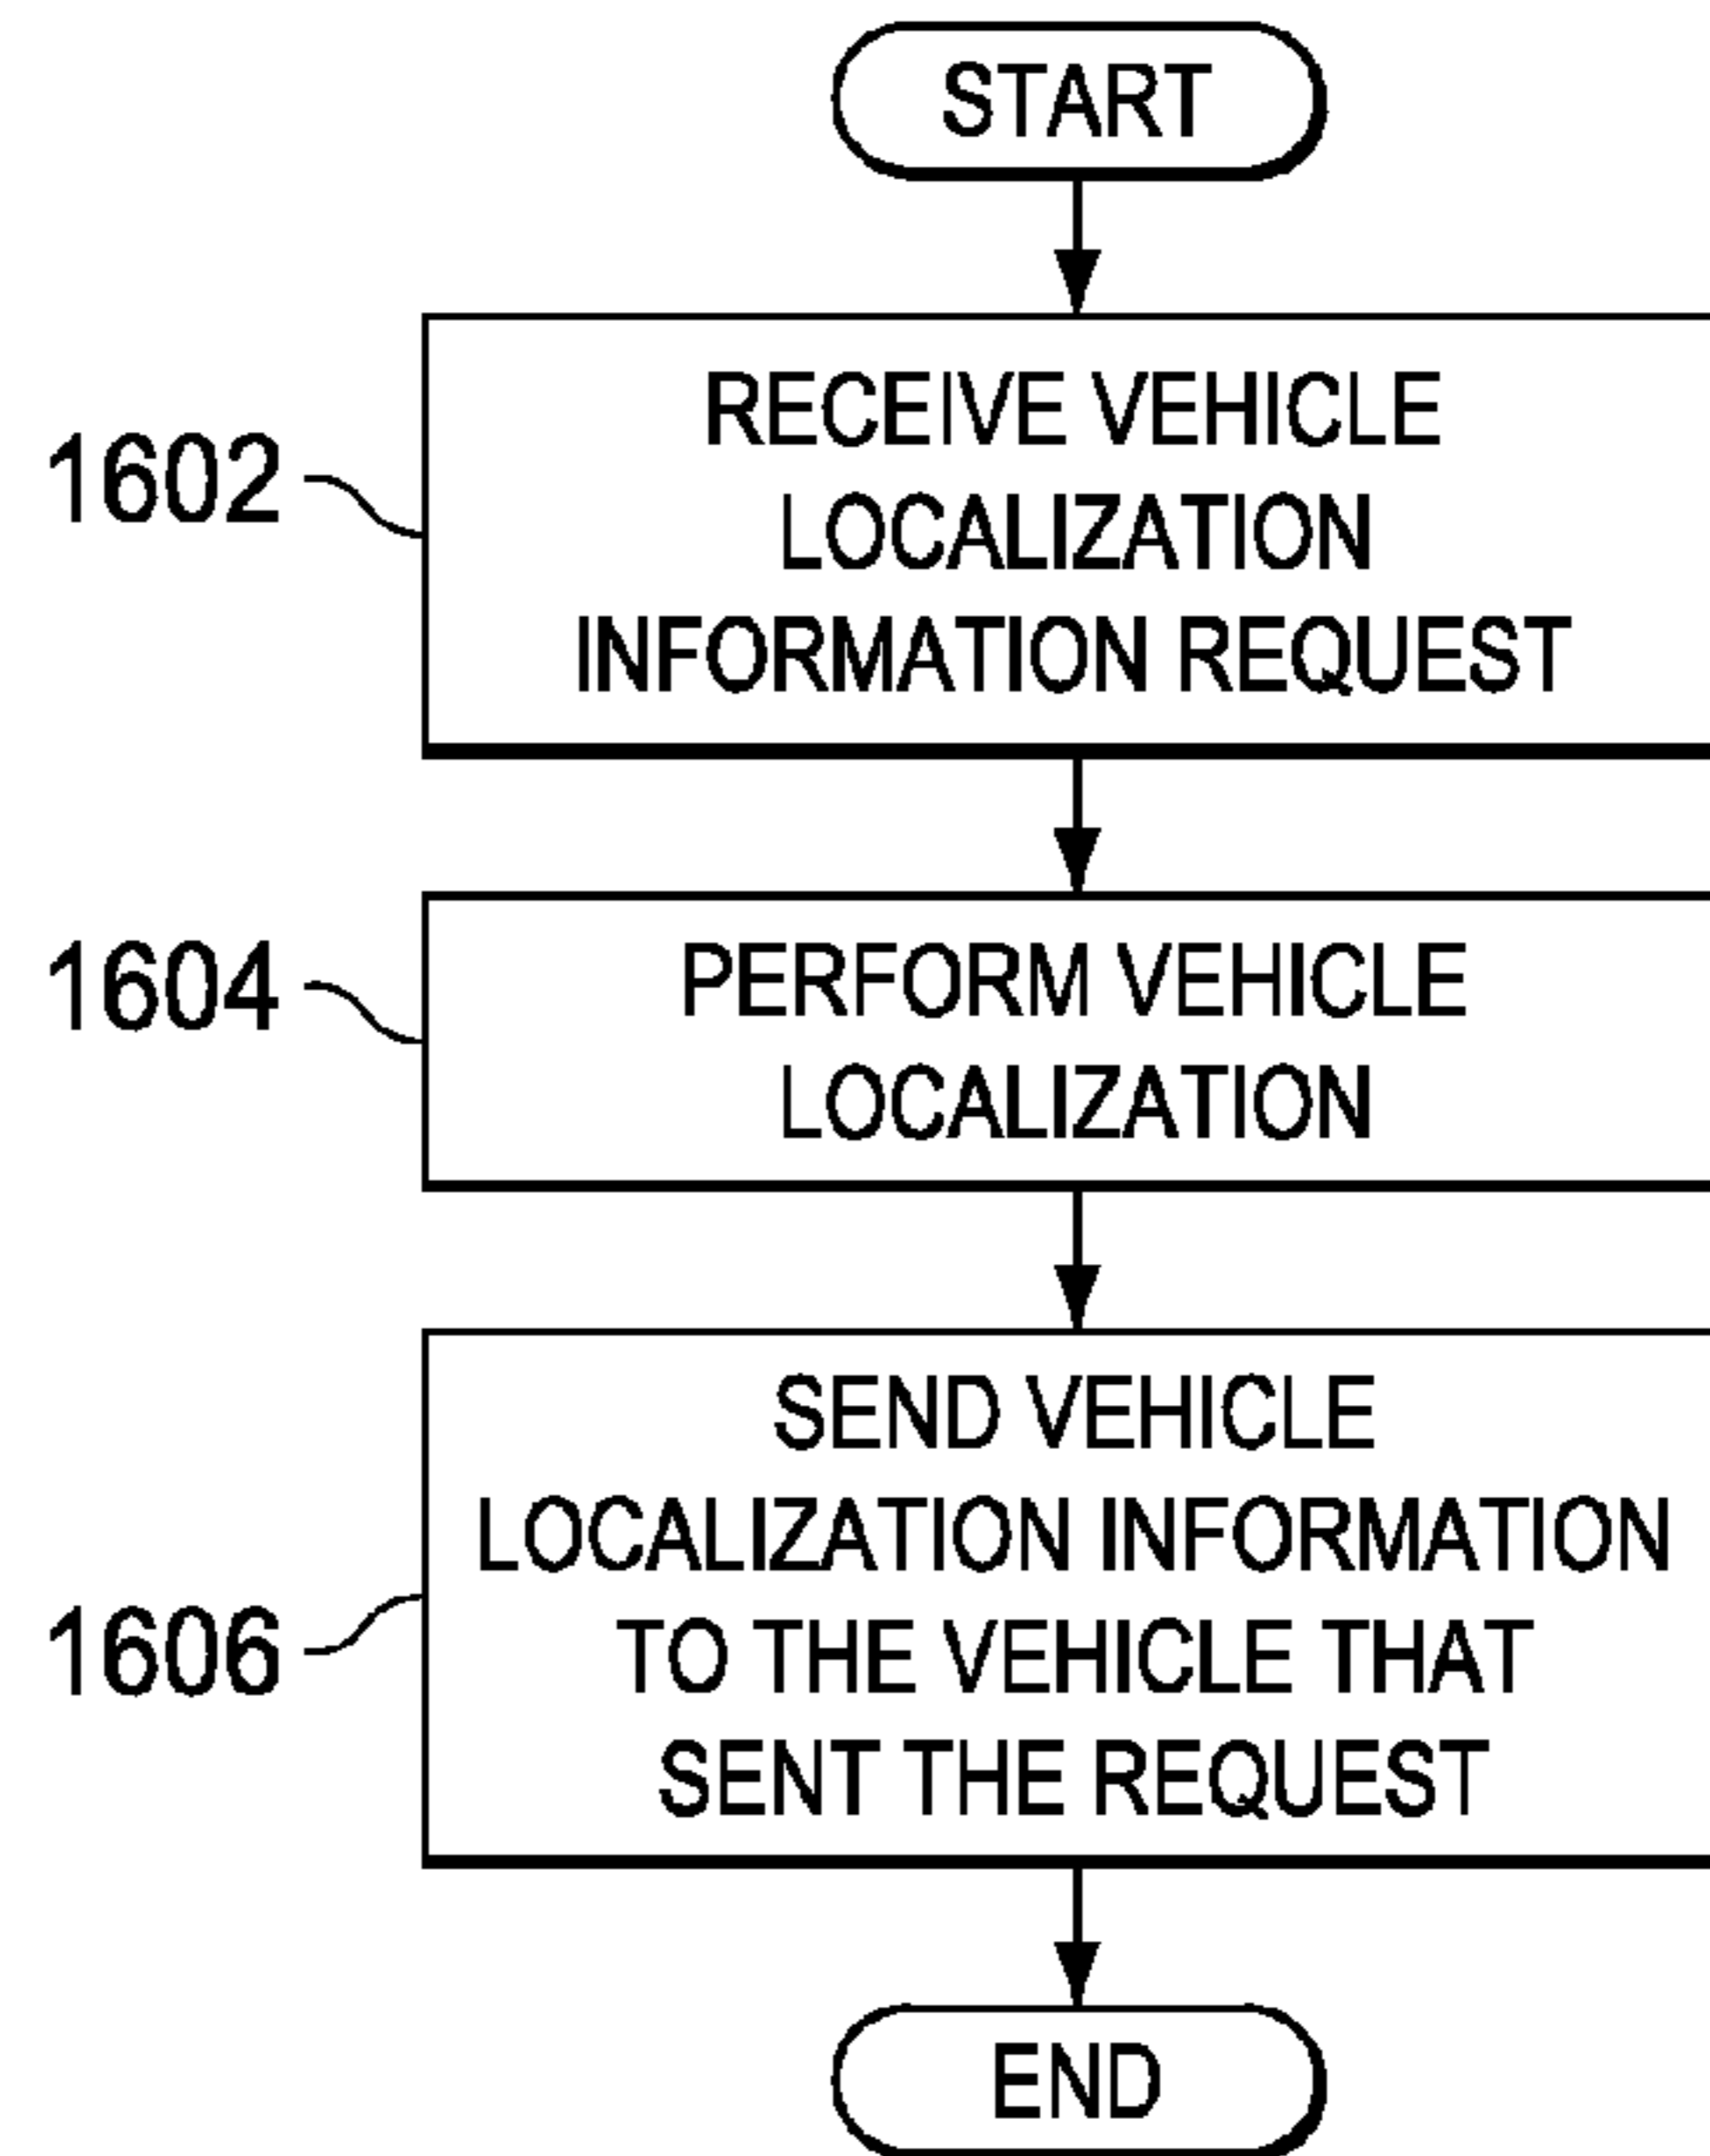 START
1602
RECEIVE VEHICLE
LOCALIZATION
INFORMATION REQUEST
1604
PERFORM VEHICLE
LOCALIZATION
1606
SEND VEHICLE
LOCALIZATION INFORMATION
TO THE VEHICLE THAT
SENT THE REQUEST
END